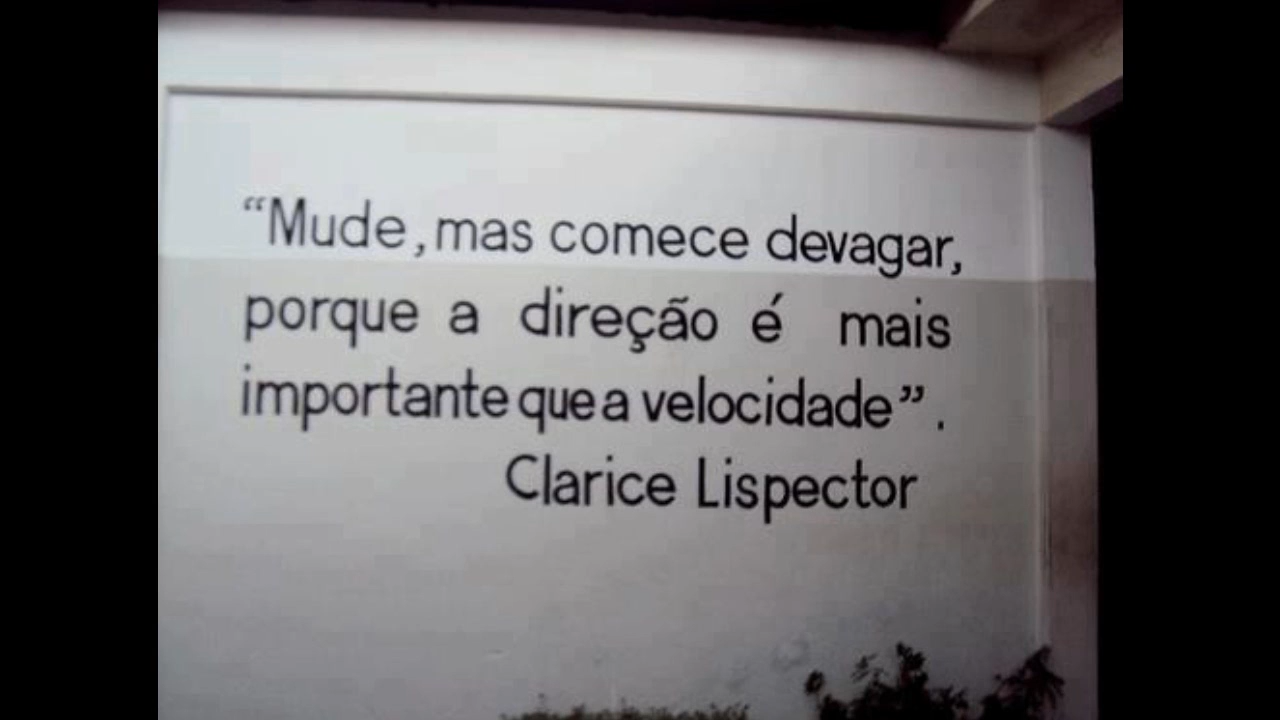 “Mude, mas comece devagar,
porque a direção é mais
importante que a velocidade”.
Clarice Lispector